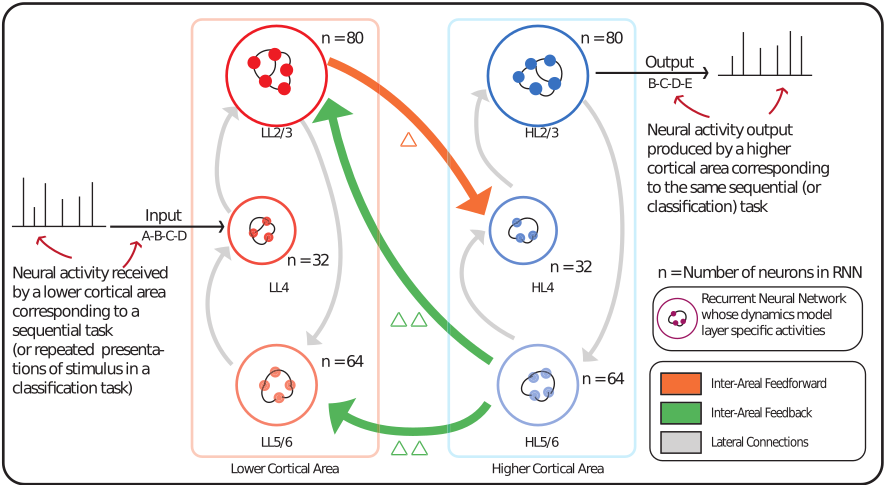 n = 80
n = 80
Output
B-C-D-E
LL2/3
HL2/3
Neural activity output
produced by a higher
cortical area corresponding
to the same sequential (or
classification) task
Input
A-B-C-D
n = 32
LL4
n = 32
HL4
Neural activity received
by a lower cortical area
corresponding to a
sequential task
(or repeated presenta-
tions of stimulus in a
classification task)
n = Number of neurons in RNN
Recurrent Neural Network
whose dynamics model
layer specific activities
n = 64
n = 64
LL5/6
HL5/6
Inter-Areal Feedforward
Inter-Areal Feedback
Lateral Connections
Lower Cortical Area
Higher Cortical Area